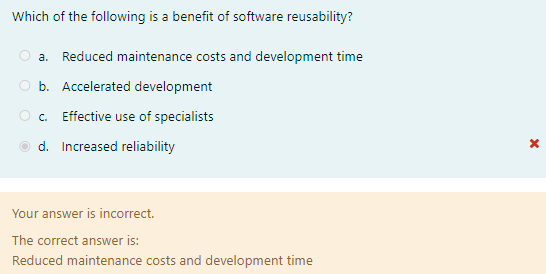 Which of the following is a benefit of software reusability?
a. Reduced maintenance costs and development time
b. Accelerated development
c. Effective use of specialists
d. Increased reliability
Your answer is incorrect.
The correct answer is:
Reduced maintenance costs and development time